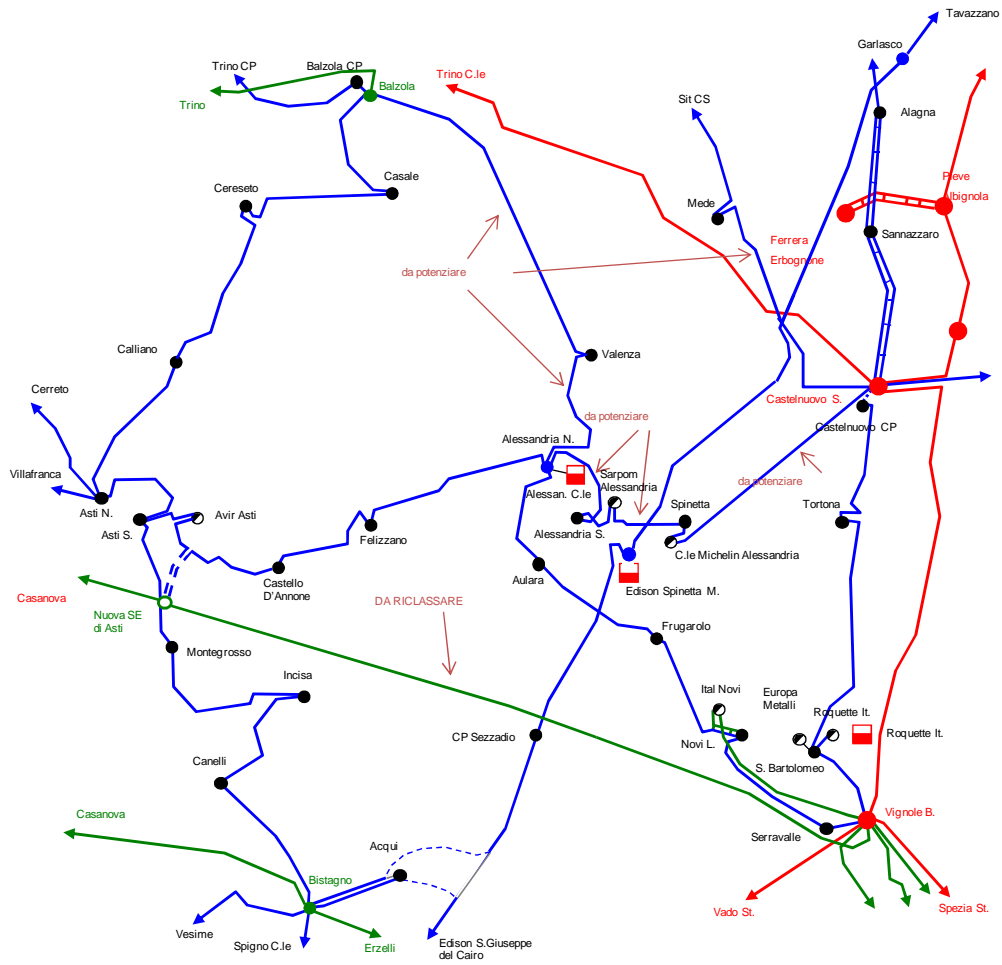 Tavazzano
Garlasco
Trino CP
Balzola CP
Trino C.le
Balzola
Trino
Sit CS
Alagna
Pieve
Albignola
Casale
Cereseto
Mede
Sannazzaro
Ferrera
Erbognone
da potenziare
Valenza
Calliano
Cerreto
Castelnuovo S.
Castelnuovo CP
da potenziare
Alessandria N.
Villafranca
Sarpom
Alessandria
da potenziare
Alessan. C.le
Asti N.
Avir Asti
Spinetta
Tortona
Asti S.
Felizzano
Alessandria S.
C.le Michelin Alessandria
Castello
D'Annone
Aulara
Edison Spinetta M.
Casanova
DA RICLASSARE
Nuova SE
di Asti
Frugarolo
Montegrosso
Incisa
Ital Novi
Europa
Metalli
Roquette It.
Roquette It.
CP Sezzadio
Novi L.
S. Bartolomeo
Canelli
Casanova
Vignole B.
Serravalle
Acqui
Bistagno
Vado St.
Spezia St.
Vesime
Spigno C.le
Erzelli
Edison S.Giuseppe
del Cairo